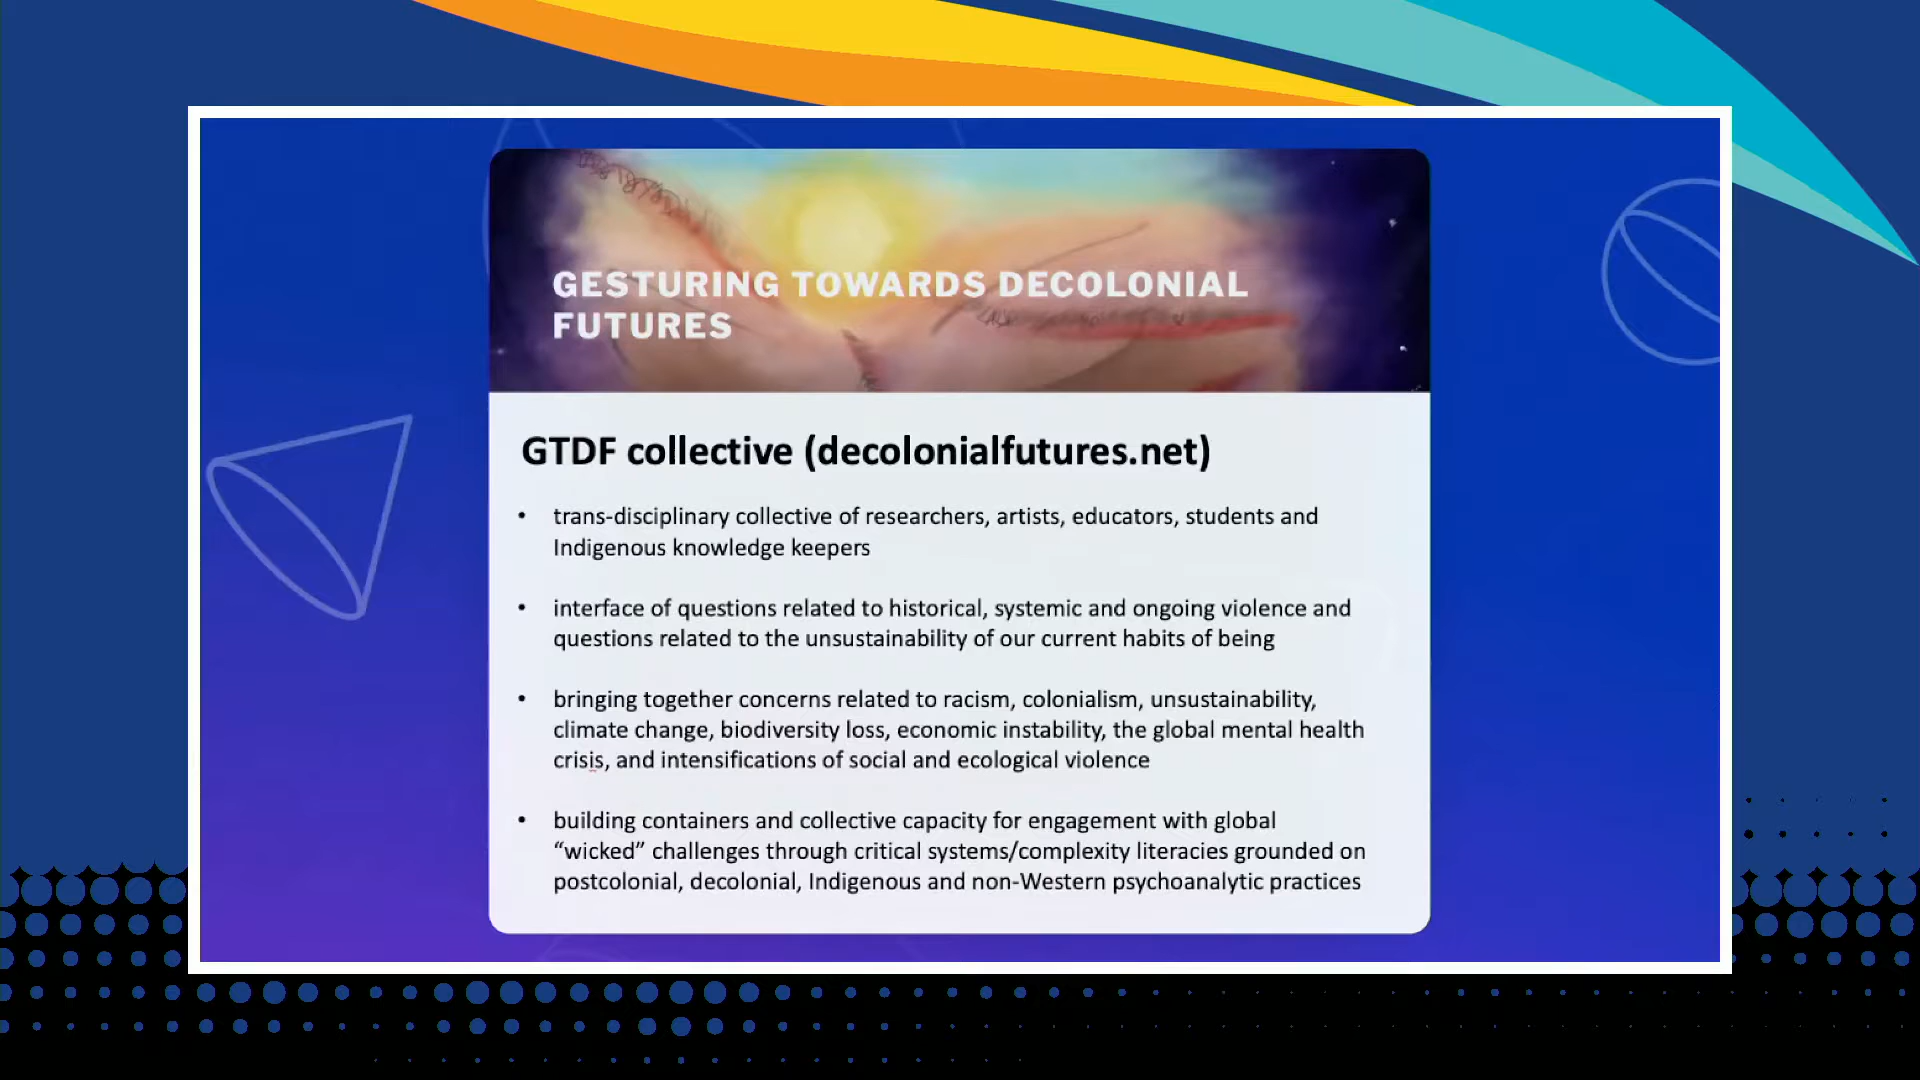 GESTURING TOWARDS DECOLONIAL
FUTURES
GTDF collective (decolonialfutures.net)
• trans-disciplinary collective of researchers, artists, educators, students and
Indigenous knowledge keepers
• interface of questions related to historical, systemic and ongoing violence and
questions related to the unsustainability of our current habits of being
• bringing together concerns related to racism, colonialism, unsustainability,
climate change, biodiversity loss, economic instability, the global mental health
crisis, and intensifications of social and ecological violence
• building containers and collective capacity for engagement with global
“wicked” challenges through critical systems/complexity literacies grounded on
postcolonial, decolonial, Indigenous and non-Western psychoanalytic practices